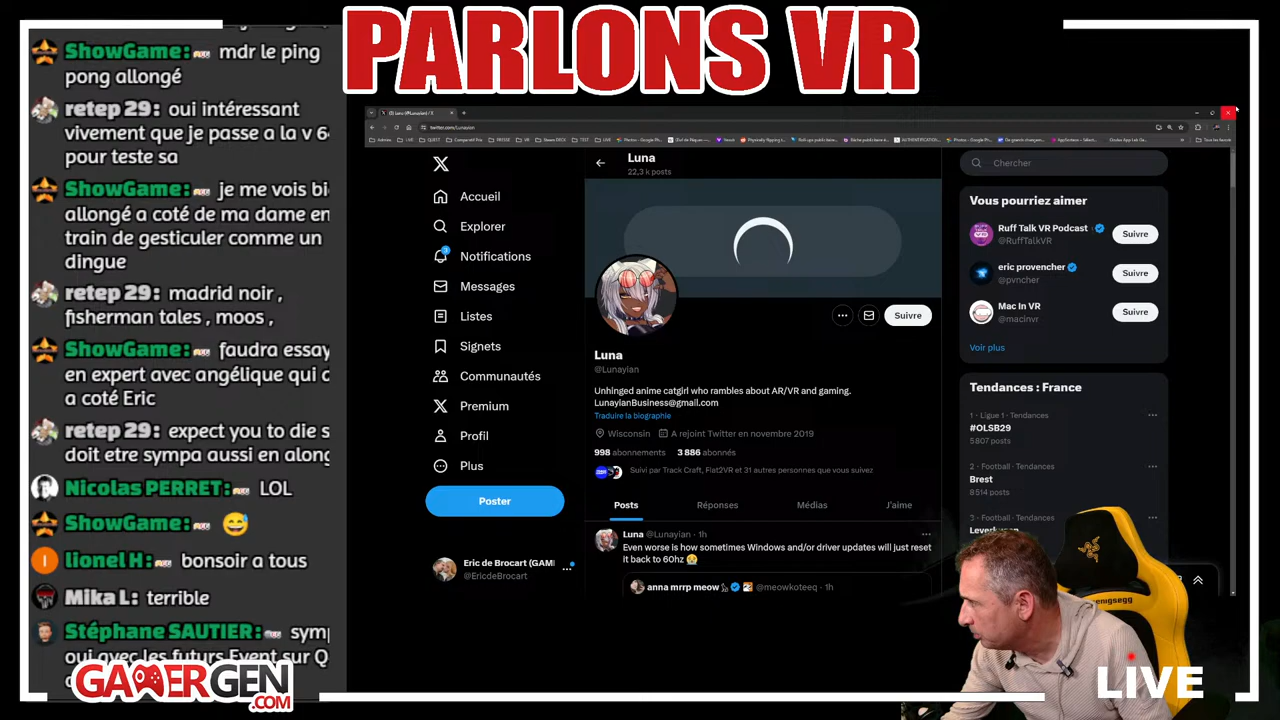 PARLONS VR
ShowGame: mdr le ping
pong allongé
retep 29: oui intéressant
vivement que je passe a la v 6
pour teste sa
ShowGame: je me vois bi
allongé a coté de ma dame en
train de gesticuler comme un
dingue
retep 29: madrid noir ,
fisherman tales , moos ,
ShowGame: faudra essay
en expert avec angélique qui
a coté Eric
retep 29: expect you to die s
doit etre sympa aussi en along
Nicolas PERRET: LOL
ShowGame: 😅
lionel H: bonsoir a tous
Mika L: terrible
Stéphane SAUTIER: symp
oui avec les futurs Event sur Q
GAMERGEN
.COM
twitter.com/Lunayian
Luna
22,3 k posts
Accueil
Explorer
3
Notifications
Messages
Listes
Signets
Communautés
Premium
Profil
Plus
Poster
Eric de Brocart (GAM
@EricdeBrocart
Suivre
Luna
@Lunayian
Unhinged anime catgirl who rambles about AR/VR and gaming.
LunayianBusiness@gmail.com
Traduire la biographie
Wisconsin A rejoint Twitter en novembre 2019
998 abonnements 3 886 abonnés
Suivi par Track Craft, Flat2VR et 31 autres personnes que vous suivez
Posts Réponses Médias J'aime
Luna @Lunayian · 1h
Even worse is how sometimes Windows and/or driver updates will just reset
it back to 60hz 😭
anna mrrp meow @meowkoteeq · 1h
Chercher
Vous pourriez aimer
Ruff Talk VR Podcast
@RuffTalkVR
Suivre
eric provencher
@pvncher
Suivre
Mac In VR
@macinvr
Suivre
Voir plus
Tendances : France
1 · Ligue 1 · Tendances
#OLSB29
5 807 posts
2 · Football · Tendances
Brest
8 514 posts
3 · Football · Tendances
LIVE